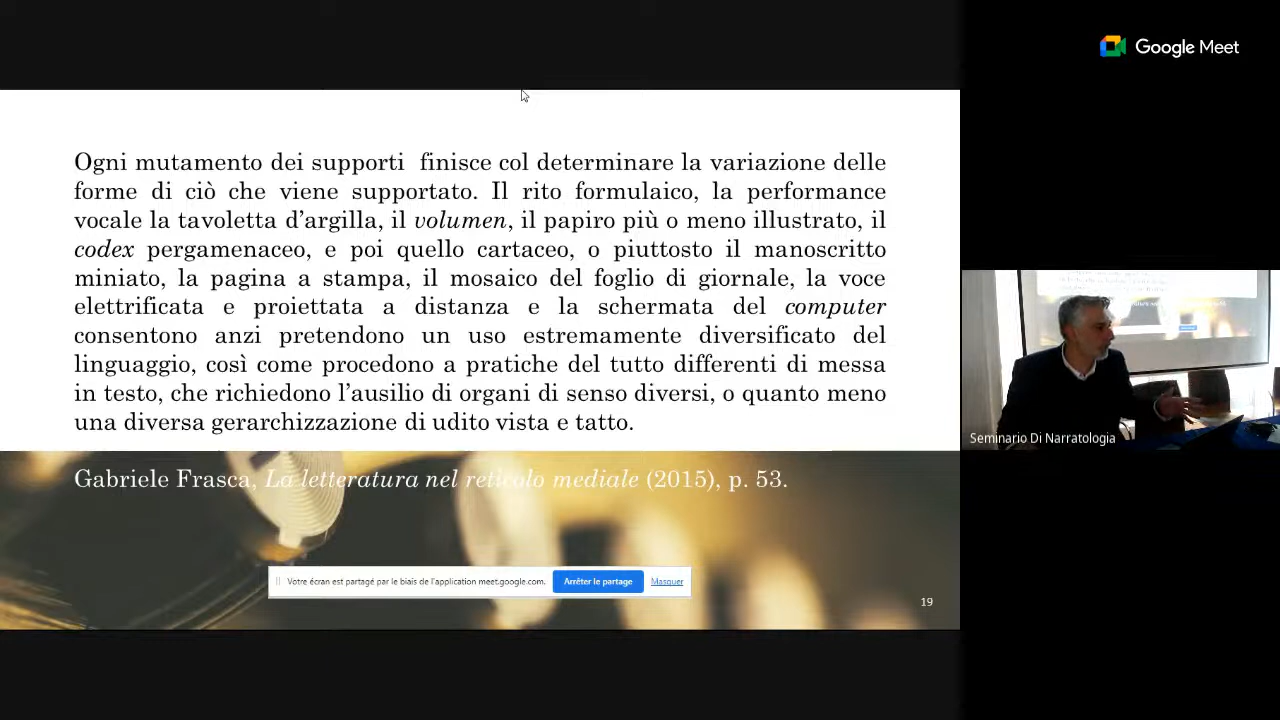 Google Meet
Ogni mutamento dei supporti finisce col determinare la variazione delle
forme di ciò che viene supportato. Il rito formulaico, la performance
vocale la tavoletta d'argilla, il volumen, il papiro più o meno illustrato, il
codex pergamenaceo, e poi quello cartaceo, o piuttosto il manoscritto
miniato, la pagina a stampa, il mosaico del foglio di giornale, la voce
elettrificata e proiettata a distanza e la schermata del computer
consentono anzi pretendono un uso estremamente diversificato del
linguaggio, così come procedono a pratiche del tutto differenti di messa
in testo, che richiedono l'ausilio di organi di senso diversi, o quanto meno
una diversa gerarchizzazione di udito vista e tatto.
Gabriele Frasca, La letteratura nel reticolo mediale (2015), p. 53.
Votre écran est partagé par le biais de l'application meet.google.com.
Arrêter le partage
Masquer
19
Seminario Di Narratologia